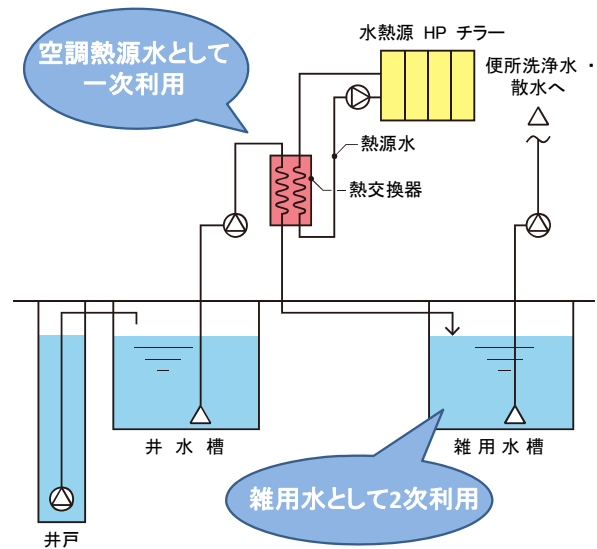 空調熱源水として
一次利用
水熱源 HP チラー
便所洗浄水・
散水へ
熱源水
熱交換器
井水槽
雑用水槽
雑用水として2次利用
井戸